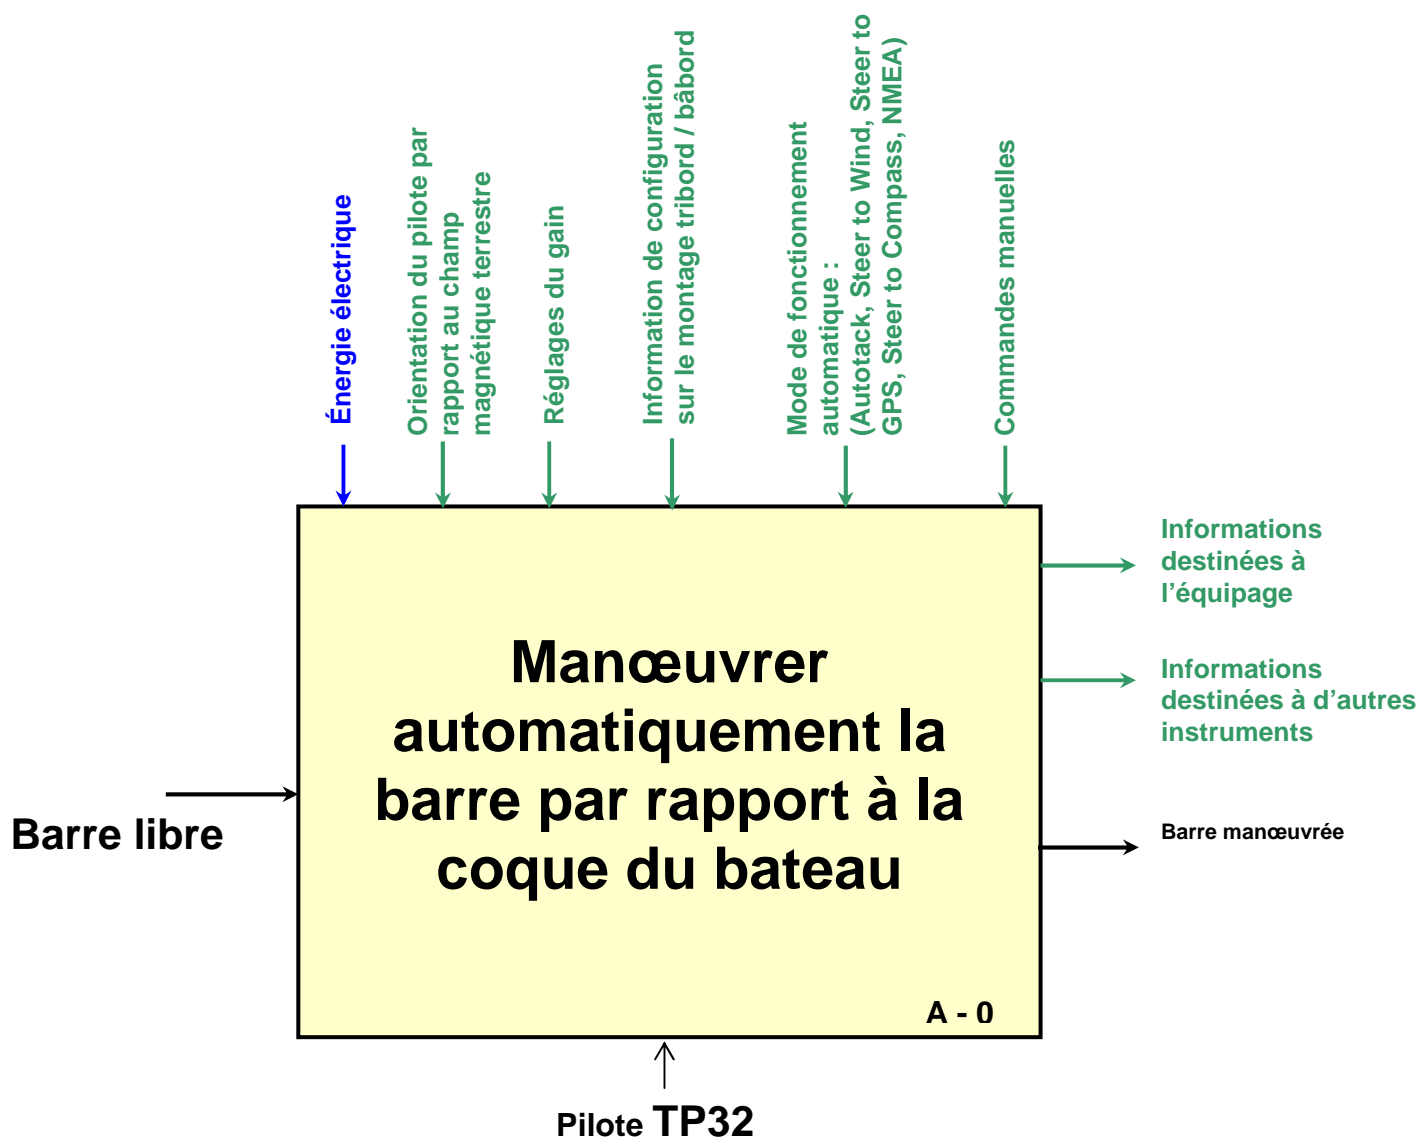 Énergie électrique
Orientation du pilote par
rapport au champ
magnétique terrestre
Réglages du gain
Information de configuration
sur le montage tribord / bâbord
Mode de fonctionnement
automatique :
(Autotack, Steer to Wind, Steer to
GPS, Steer to Compass, NMEA)
Commandes manuelles
Informations
destinées à
l’équipage
Manœuvrer
automatiquement la
barre par rapport à la
coque du bateau
Informations
destinées à d’autres
instruments
Barre libre
Barre manœuvrée
A - 0
Pilote TP32